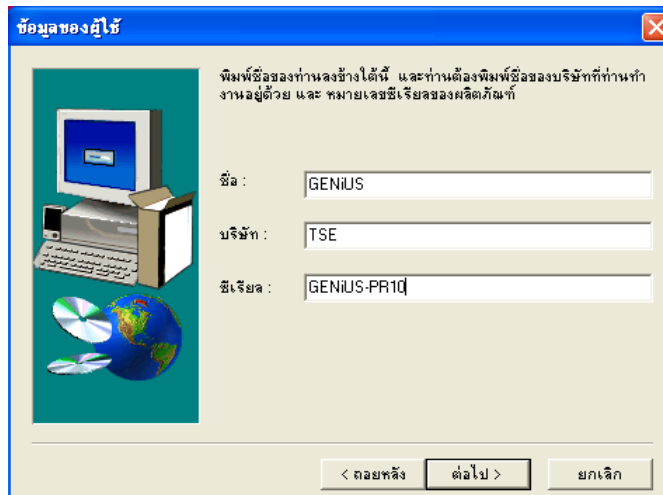 ข้อมูลของผู้ใช้
พิมพ์ชื่อของท่านลงข้างใต้นี้ และท่านต้องพิมพ์ชื่อของบริษัทที่ท่านทำ
งานอยู่ด้วย และ หมายเลขซีเรียลของผลิตภัณฑ์
ชื่อ : GENiUS
บริษัท : TSE
ซีเรียล : GENiUS-PR10
< ถอยหลัง ต่อไป > ยกเลิก